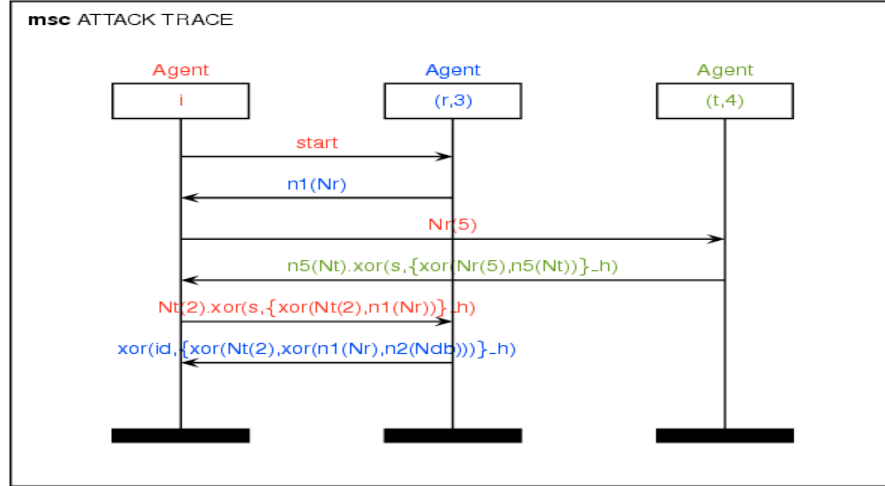 msc ATTACK TRACE
Agent Agent Agent
i (r,3) (t,4)
start
n1(Nr)
Nr(5)
n5(Nt).xor(s,{xor(Nr(5),n5(Nt))}_h)
Nt(2).xor(s,{xor(Nt(2),n1(Nr))}_h)
xor(id,{xor(Nt(2),xor(n1(Nr),n2(Ndb)))}_h)